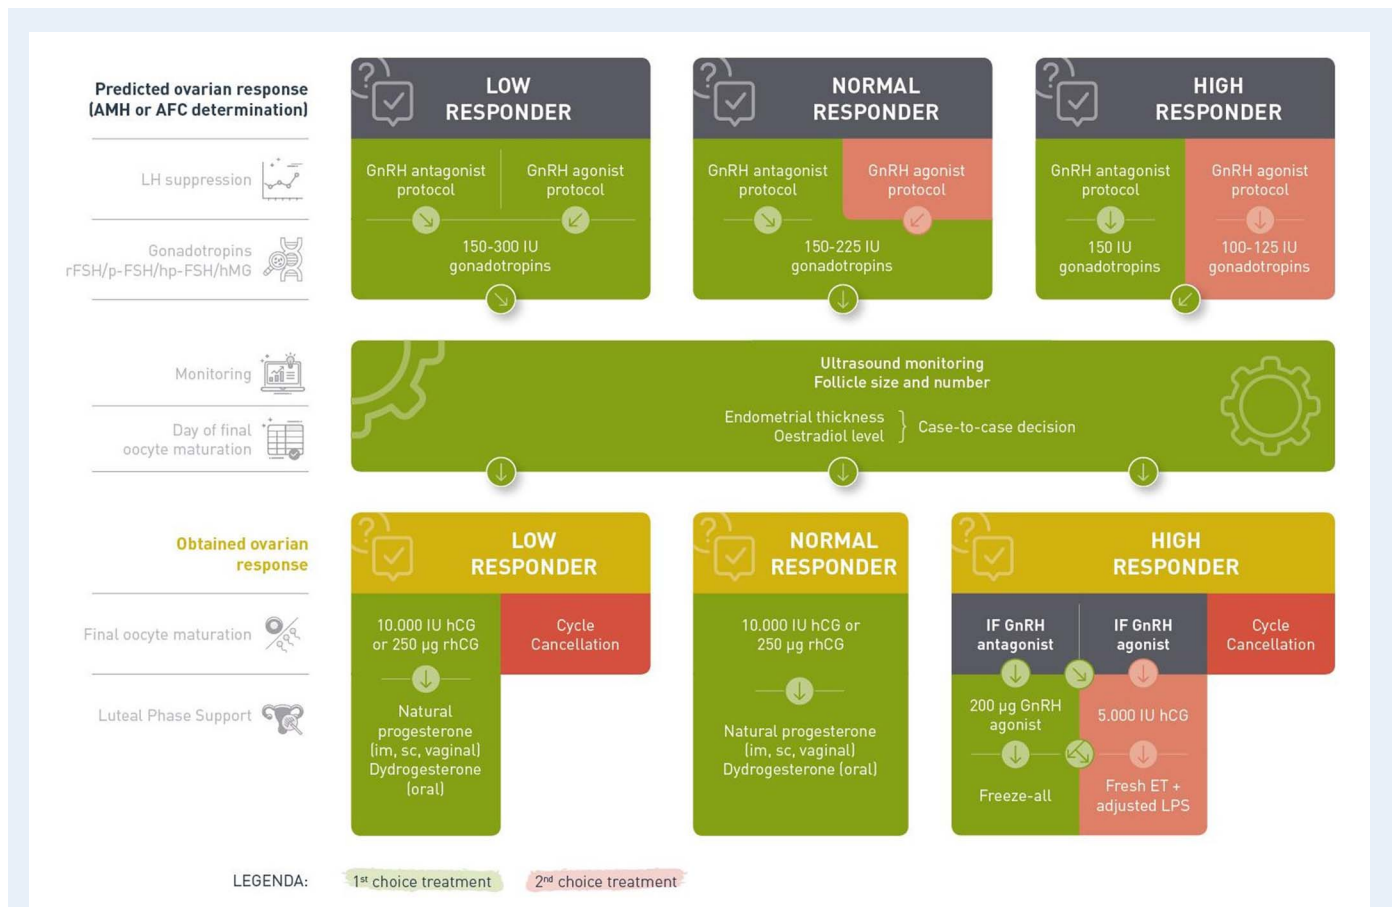 Predicted ovarian response
(AMH or AFC determination)
LOW
RESPONDER
NORMAL
RESPONDER
HIGH
RESPONDER
LH suppression
GnRH antagonist
protocol
GnRH agonist
protocol
GnRH antagonist
protocol
GnRH agonist
protocol
GnRH antagonist
protocol
GnRH agonist
protocol
Gonadotropins
rFSH/p-FSH/hp-FSH/hMG
150-300 IU
gonadotropins
150-225 IU
gonadotropins
150 IU
gonadotropins
100-125 IU
gonadotropins
Monitoring
Ultrasound monitoring
Follicle size and number
Day of final
oocyte maturation
Endometrial thickness
Oestradiol level
Case-to-case decision
Obtained ovarian
response
LOW
RESPONDER
NORMAL
RESPONDER
HIGH
RESPONDER
Final oocyte maturation
10.000 IU hCG
or 250 µg rhCG
Cycle
Cancellation
10.000 IU hCG or
250 µg rhCG
IF GnRH
antagonist
IF GnRH
agonist
Cycle
Cancellation
Luteal Phase Support
Natural
progesterone
(im, sc, vaginal)
Dydrogesterone
(oral)
Natural progesterone
(im, sc, vaginal)
Dydrogesterone (oral)
200 µg GnRH
agonist
5.000 IU hCG
Freeze-all
Fresh ET +
adjusted LPS
LEGENDA:
1st choice treatment
2nd choice treatment